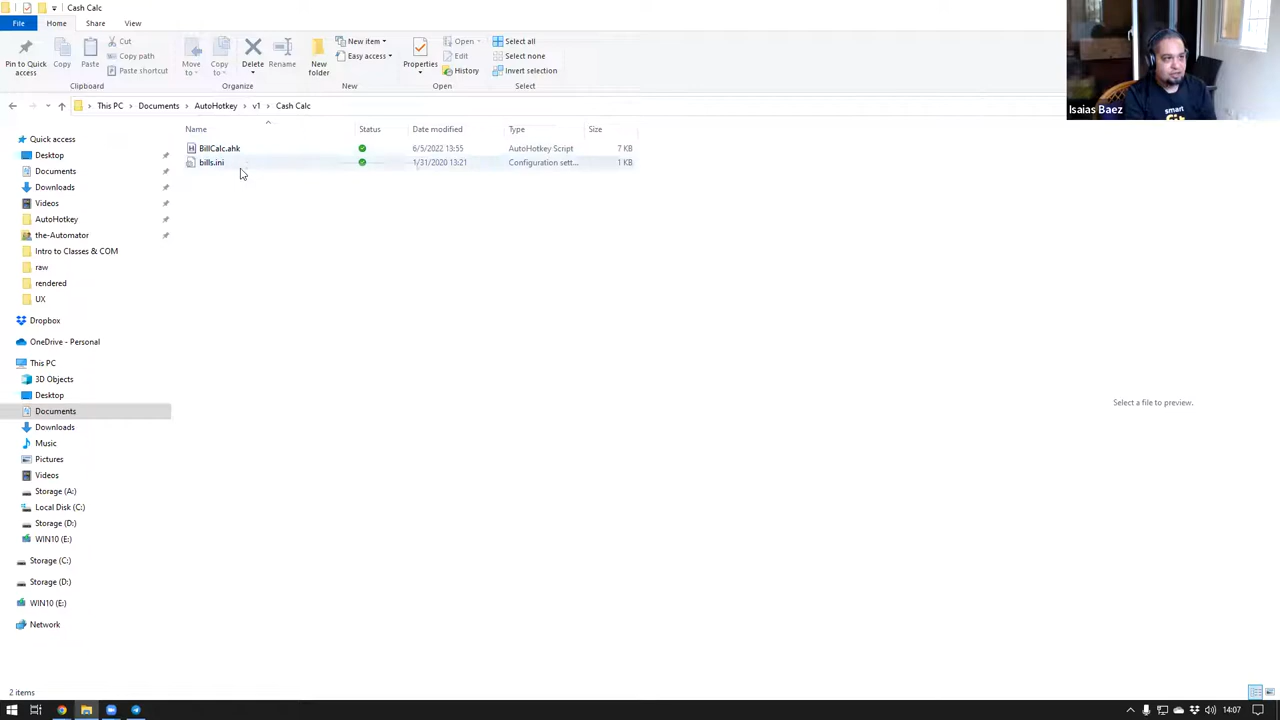 Cash Calc
File Home Share View
Pin to Quick access
Copy
Paste
Cut
Copy path
Paste shortcut
Clipboard
Move to
Copy to
Delete
Rename
Organize
New folder
New item
Easy access
New
Properties
Open
Edit
History
Open
Select all
Select none
Invert selection
Select
This PC > Documents > AutoHotkey > v1 > Cash Calc
Name Status Date modified Type Size
BillCalc.ahk 6/5/2022 13:55 AutoHotkey Script 7 KB
bills.ini 1/31/2020 13:21 Configuration sett... 1 KB
Quick access
Desktop
Documents
Downloads
Videos
AutoHotkey
the-Automator
Intro to Classes & COM
raw
rendered
UX
Dropbox
OneDrive - Personal
This PC
3D Objects
Desktop
Documents
Downloads
Music
Pictures
Videos
Storage (A:)
Local Disk (C:)
Storage (D:)
WIN10 (E:)
Storage (C:)
Storage (D:)
WIN10 (E:)
Network
Select a file to preview.
smart
Isaias Baez
2 items
14:07